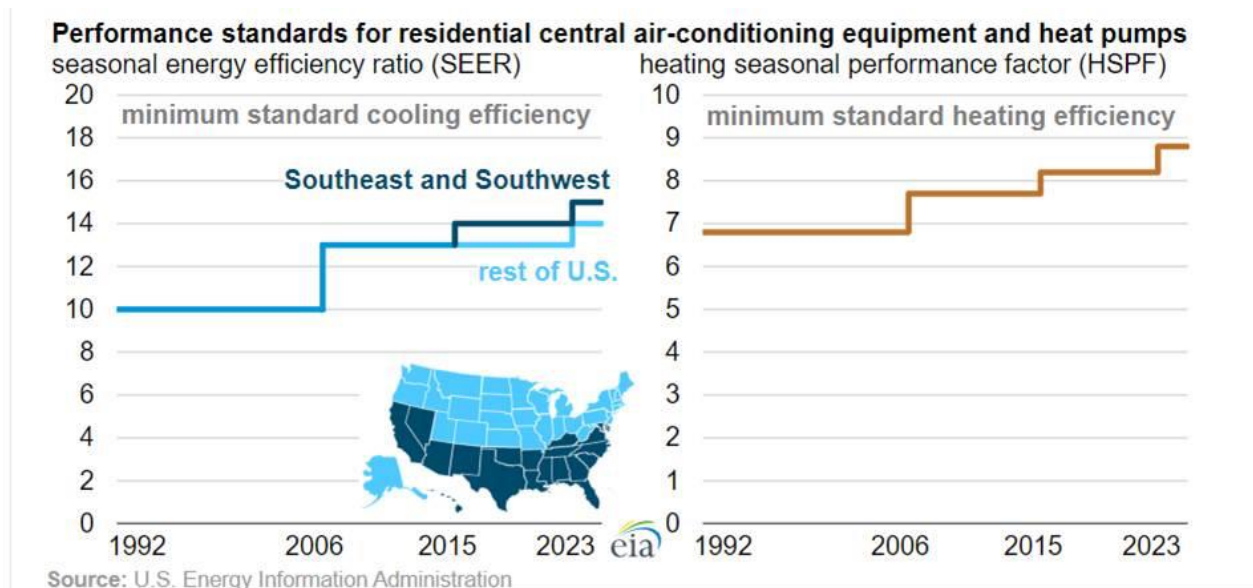 Performance standards for residential central air-conditioning equipment and heat pumps
seasonal energy efficiency ratio (SEER)
20
minimum standard cooling efficiency
18
16
Southeast and Southwest
14
12
rest of U.S.
10
8
6
4
2
0
1992 2006 2015 2023
heating seasonal performance factor (HSPF)
10
minimum standard heating efficiency
9
8
7
6
5
4
3
2
1
0
1992 2006 2015 2023
eia
Source: U.S. Energy Information Administration